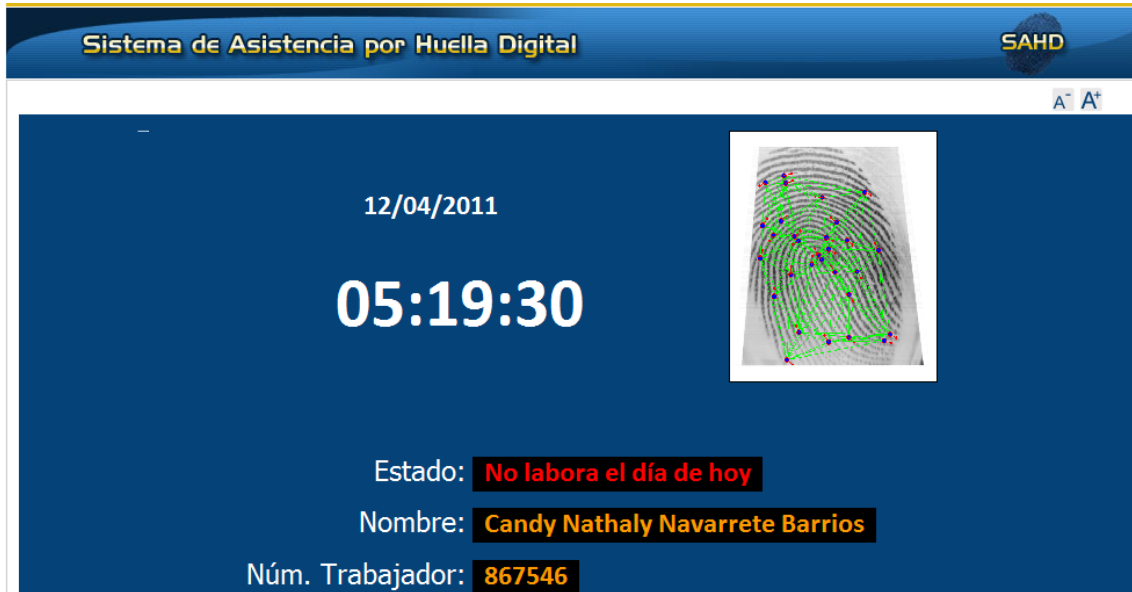 Sistema de Asistencia por Huella Digital
SAHD
A- A+
12/04/2011
05:19:30
Estado: No labora el día de hoy
Nombre: Candy Nathaly Navarrete Barrios
Núm. Trabajador: 867546